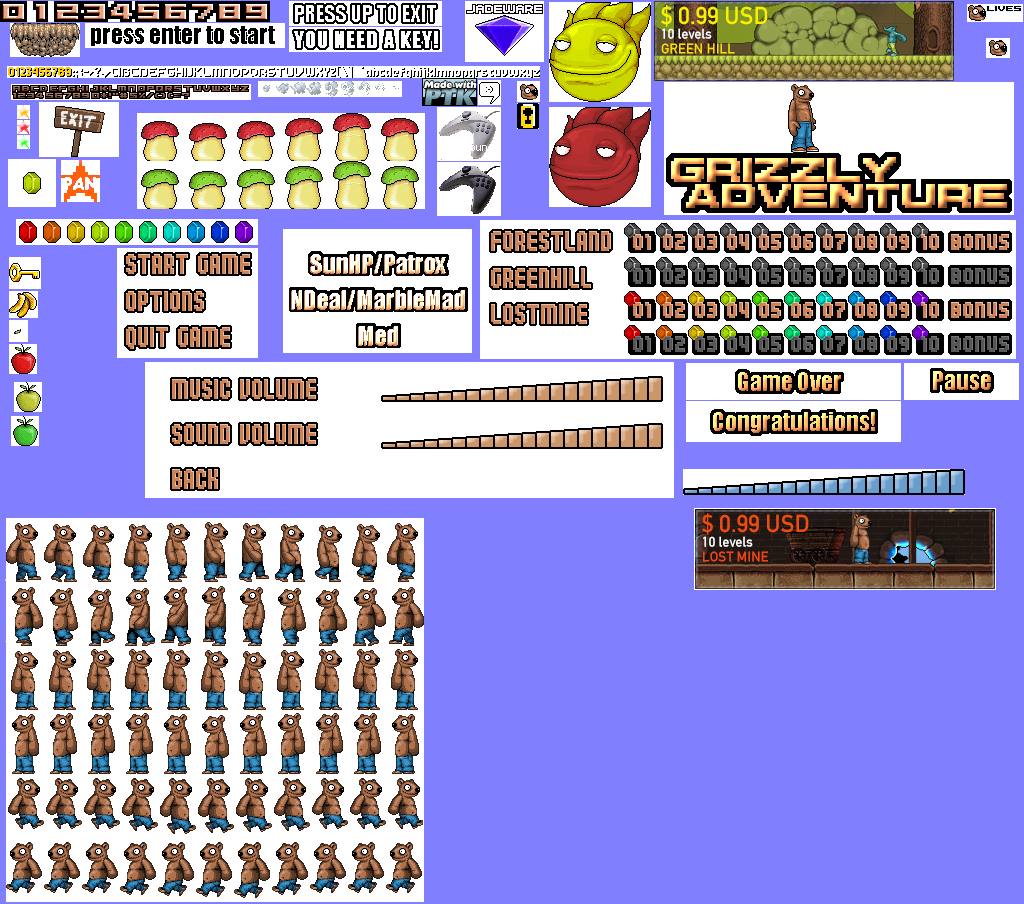 0123456789
press enter to start
PRESS UP TO EXIT
YOU NEED A KEY!
JADEWARE
$ 0.99 USD
10 levels
GREEN HILL
LIVES
Made with
PTK
EXIT
PAN
GRIZZLY
ADVENTURE
START GAME
OPTIONS
QUIT GAME
SunHP/Patrox
NDeal/MarbleMad
Med
FORESTLAND
GREENHILL
LOSTMINE
01 02 03 04 05 06 07 08 09 10 BONUS
01 02 03 04 05 06 07 08 09 10 BONUS
01 02 03 04 05 06 07 08 09 10 BONUS
01 02 03 04 05 06 07 08 09 10 BONUS
MUSIC VOLUME
SOUND VOLUME
BACK
Game Over
Pause
Congratulations!
$ 0.99 USD
10 levels
LOST MINE